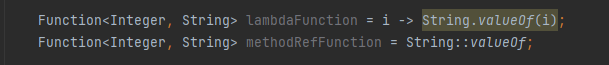 Function<Integer, String> lambdaFunction = i -> String.valueOf(i);
Function<Integer, String> methodRefFunction = String::valueOf;